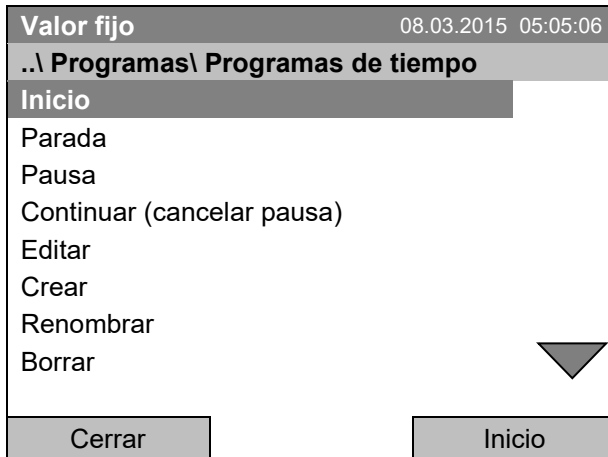 Valor fijo 08.03.2015 05:05:06
..\ Programas\ Programas de tiempo
Inicio
Parada
Pausa
Continuar (cancelar pausa)
Editar
Crear
Renombrar
Borrar
Cerrar Inicio